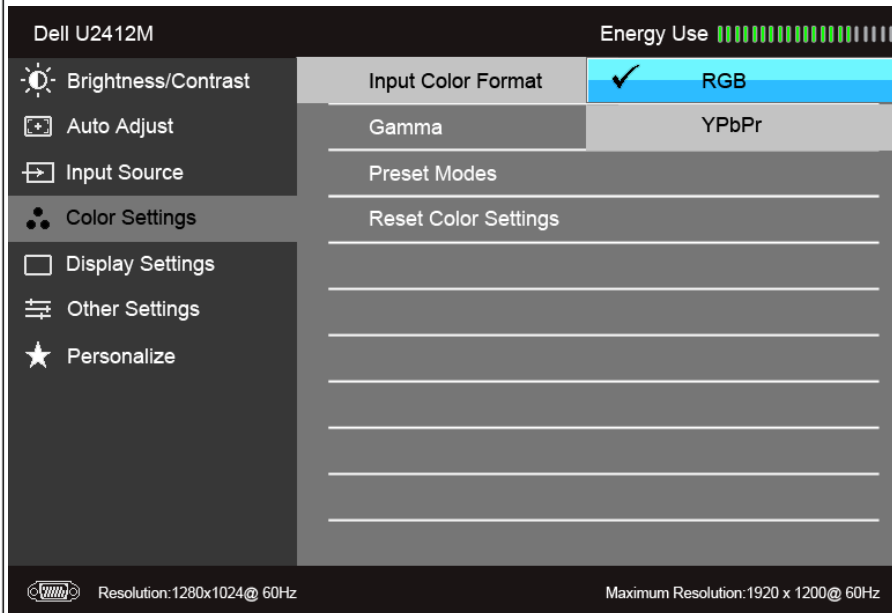 Dell U2412M Energy Use
Brightness/Contrast Input Color Format RGB
Auto Adjust Gamma YPbPr
Input Source Preset Modes
Color Settings Reset Color Settings
Display Settings
Other Settings
Personalize
Resolution:1280x1024@ 60Hz Maximum Resolution:1920 x 1200@ 60Hz